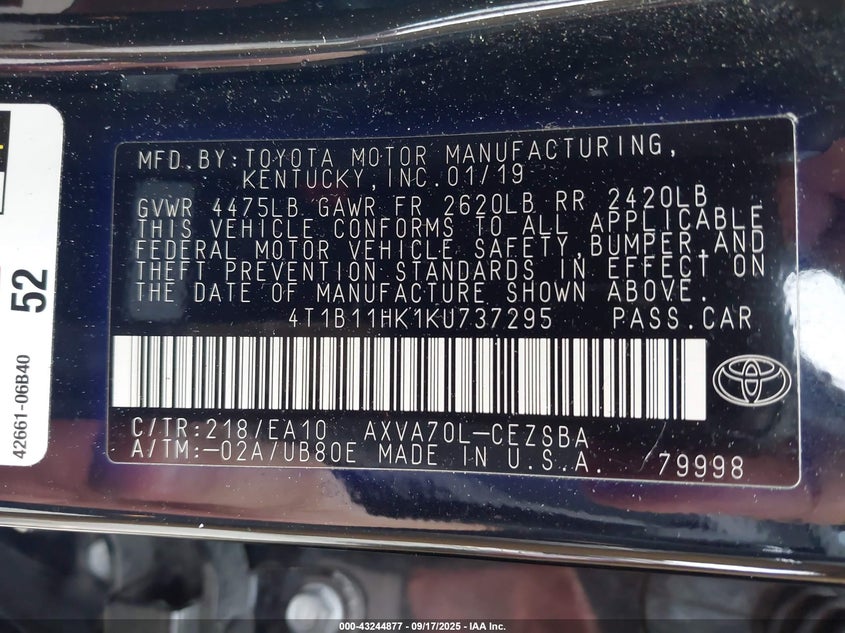 MFD.BY:TOYOTA MOTOR MANUFACTURING,
KENTUCKY,INC.01/19
GVWR 4475LB GAWR FR 2620LB RR 2420LB
THIS VEHICLE CONFORMS TO ALL APPLICABLE
FEDERAL MOTOR VEHICLE SAFETY,BUMPER,AND
THEFT PREVENTION STANDARDS IN EFFECT ON
THE DATE OF MANUFACTURE SHOWN ABOVE.
4T1B11HK1KU737295 PASS.CAR
C/TR:218/EA10 AXVA70L-CEZSBA
A/TM:-02A/UB80E MADE IN U.S.A. 79998
52
42661-06B40
000-43244877 - 09/17/2025 - IAA Inc.